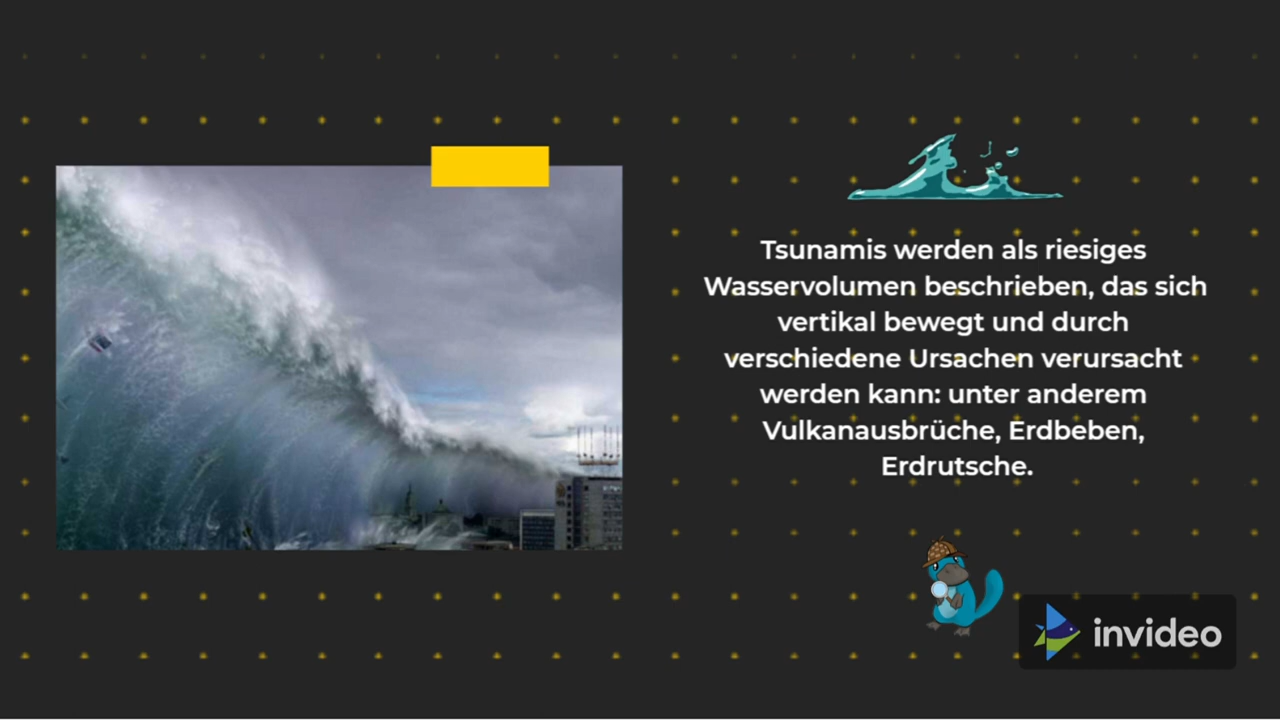 Tsunamis werden als riesiges
Wasservolumen beschrieben, das sich
vertikal bewegt und durch
verschiedene Ursachen verursacht
werden kann: unter anderem
Vulkanausbrüche, Erdbeben,
Erdrutsche.
invideo